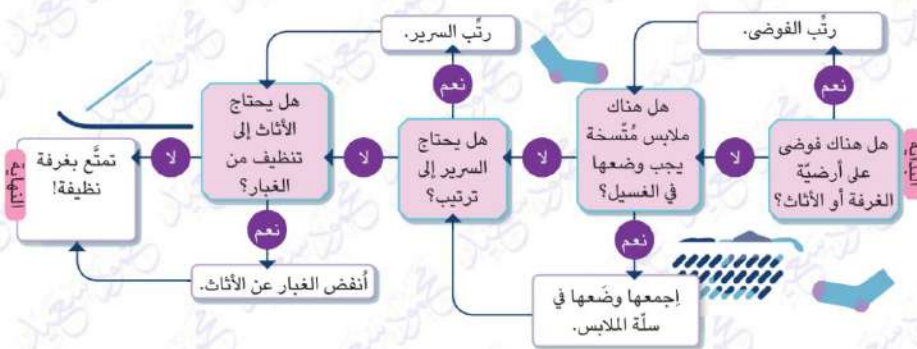 البداية
هل هناك فوضى
على أرضيّة
الغرفة أو الأثاث؟
نعم
رتِّب الفوضى.
لا
هل هناك
ملابس مُتّسخة
يجب وضعها
في الغسيل؟
نعم
اِجمعها وضَعها في
سلّة الملابس.
لا
هل يحتاج
السرير إلى
ترتيب؟
نعم
رتِّب السرير.
لا
هل يحتاج
الأثاث إلى
تنظيف من
الغبار؟
نعم
اُنفض الغبار عن الأثاث.
لا
تمتَّع بغرفة
نظيفة!
النهاية